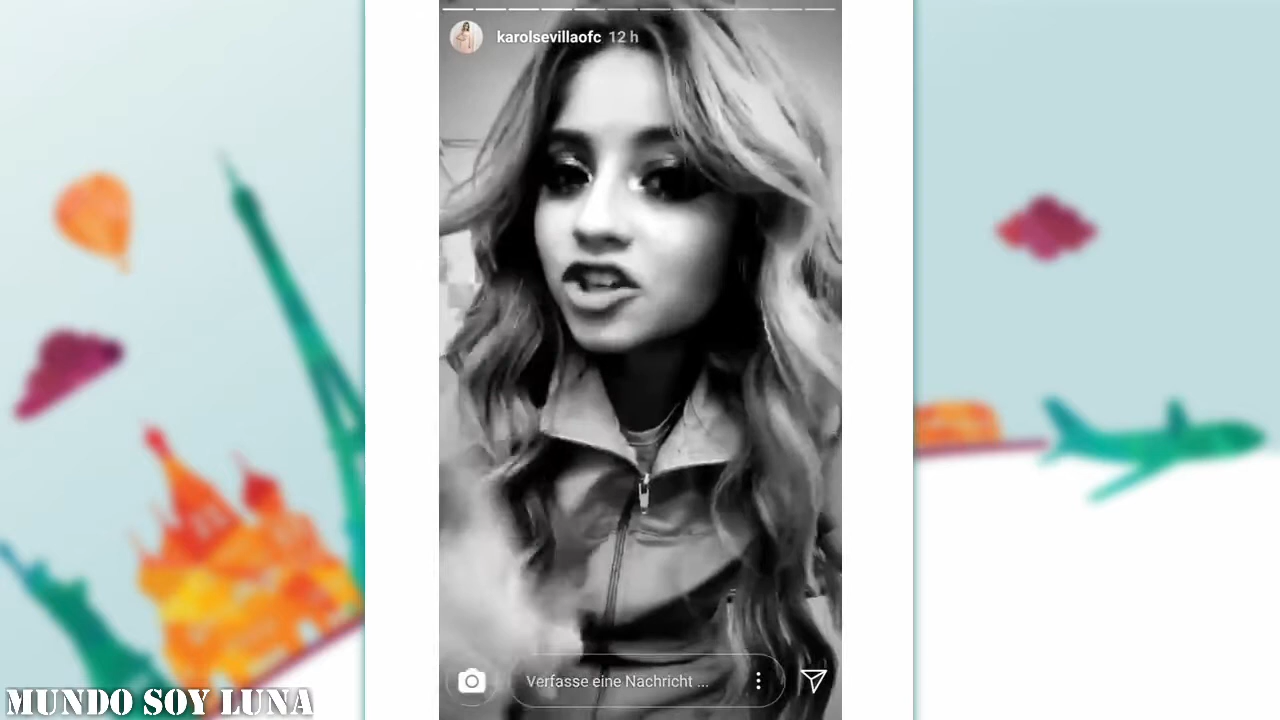 karolsevillaofc 12 h
Verfasse eine Nachricht ...
MUNDO SOY LUNA